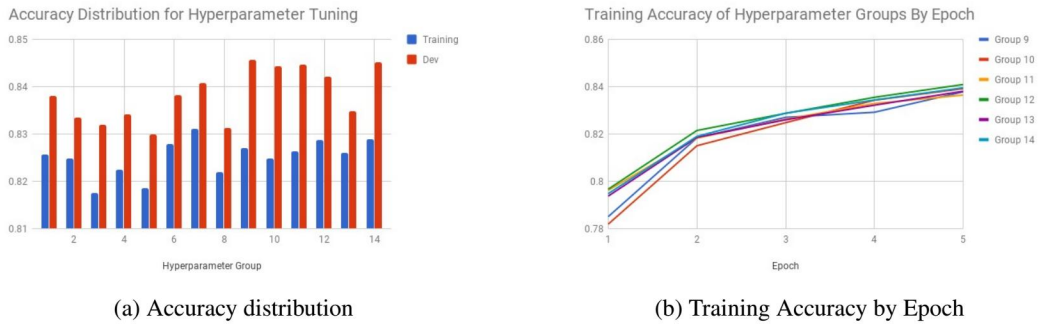 Accuracy Distribution for Hyperparameter Tuning
0.85
0.84
0.83
0.82
0.81
2
4
6
8
10
12
14
Hyperparameter Group
Training
Dev
(a) Accuracy distribution
Training Accuracy of Hyperparameter Groups By Epoch
0.86
0.84
0.82
0.8
0.78
1
2
3
4
5
Epoch
Group 9
Group 10
Group 11
Group 12
Group 13
Group 14
(b) Training Accuracy by Epoch